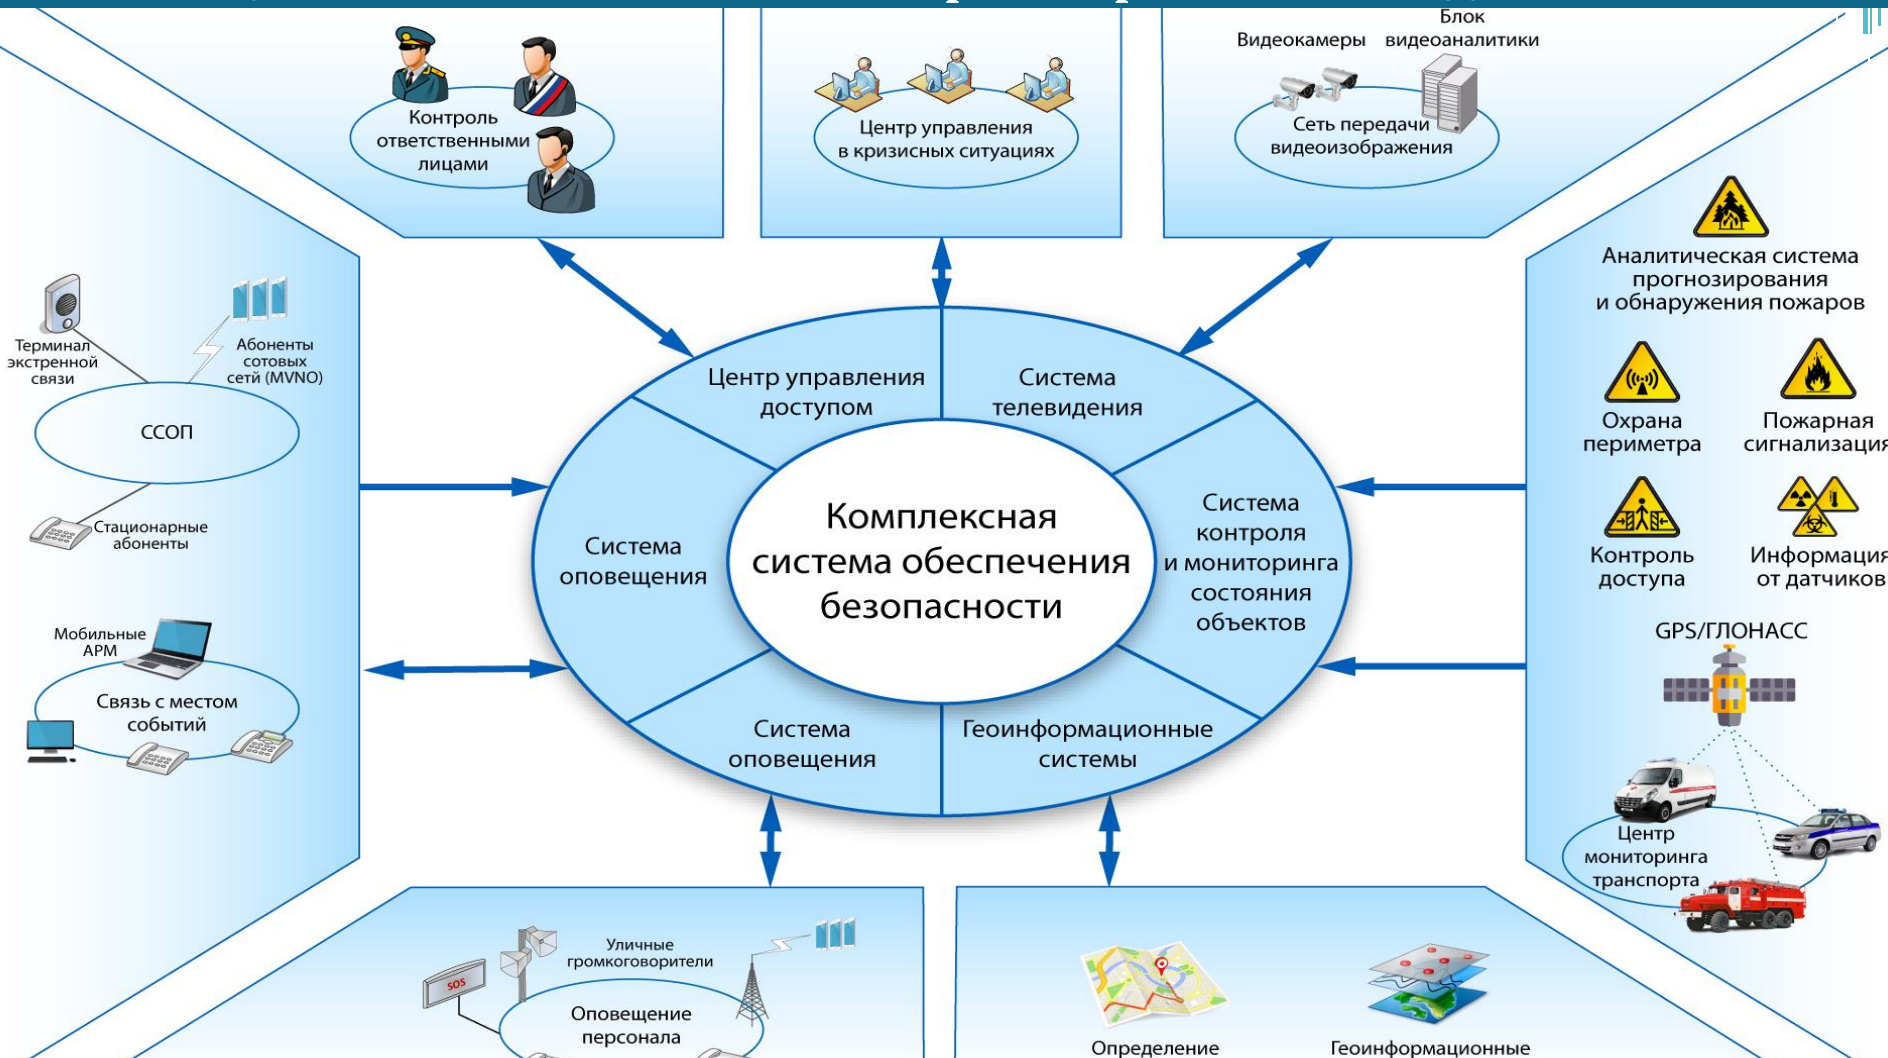 Контроль
ответственными
лицами
Центр управления
в кризисных ситуациях
Видеокамеры
Блок
видеоаналитики
Сеть передачи
видеоизображения
Терминал
экстренной
связи
Абоненты
сотовых
сети (MVNO)
ССОП
Стационарные
абоненты
Мобильные
АРМ
Связь с местом
событий
Центр управления
доступом
Система
телевидения
Система
оповещения
Комплексная
система обеспечения
безопасности
Система
контроля
и мониторинга
состояния
объектов
Система
оповещения
Геоинформационные
системы
Аналитическая система
прогнозирования
и обнаружения пожаров
Охрана
периметра
Пожарная
сигнализация
Контроль
доступа
Информация
от датчиков
GPS/ГЛОНАСС
Центр
мониторинга
транспорта
Уличные
громкоговорители
SOS
Оповещение
персонала
Определение
Геоинформационные